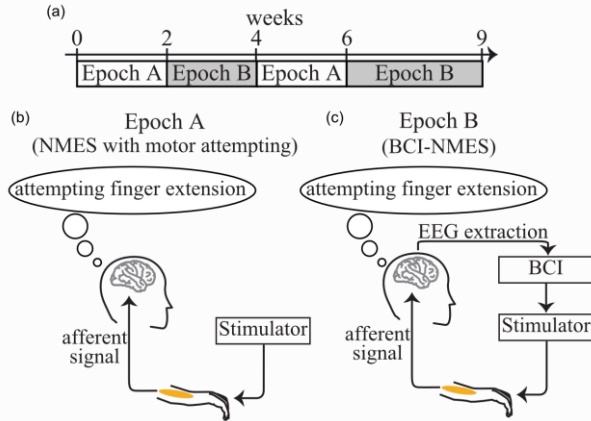 (a)
weeks
0 2 4 6 9
Epoch A Epoch B Epoch A Epoch B
(b)
Epoch A
(NMES with motor attempting)
attempting finger extension
afferent
signal
Stimulator
(c)
Epoch B
(BCI-NMES)
attempting finger extension
EEG extraction
BCI
Stimulator
afferent
signal